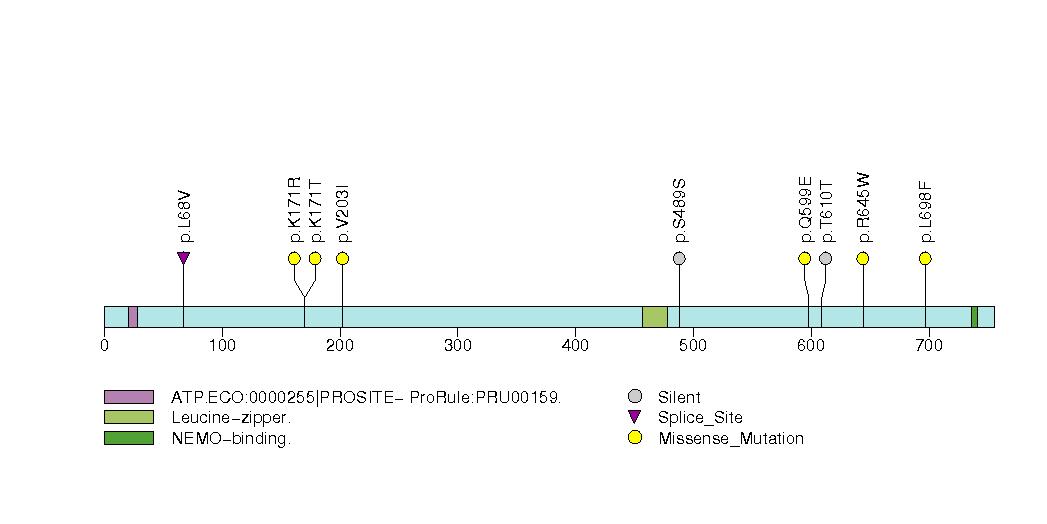 p.L68V
p.K171R
p.K171T
p.V203I
p.S489S
p.Q599E
p.T610T
p.R645W
p.L698F
0 100 200 300 400 500 600 700
ATP.ECO:0000255|PROSITE– ProRule:PRU00159.
Leucine–zipper.
NEMO–binding.
Silent
Splice_Site
Missense_Mutation